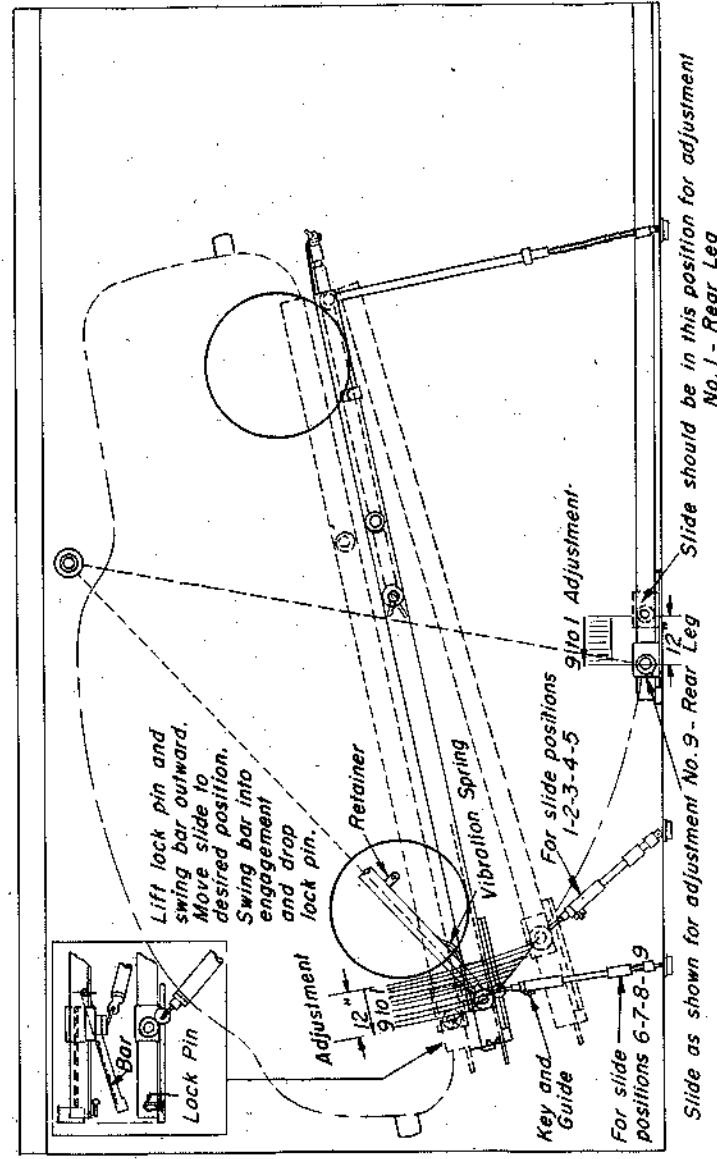 Lift lock pin and
swing bar outward.
Move slide to
desired position.
Swing bar into
engagement
and drop
lock pin.
Bar
Lock Pin
Retainer
Adjustment
12"
9 to 1
Vibration Spring
For slide positions
1-2-3-4-5
Key and
Guide
For slide
positions 6-7-8-9
9 to 1 Adjustment
12"
Slide as shown for adjustment No. 9 - Rear Leg
Slide should be in this position for adjustment
No. 1 - Rear Leg